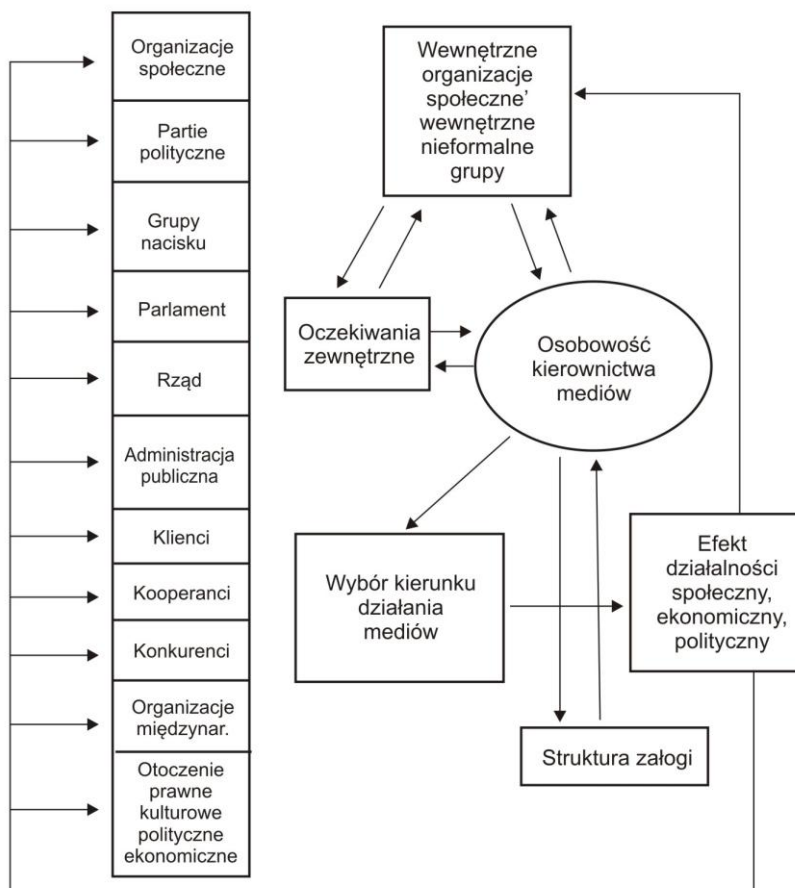 Organizacje
społeczne
Partie
polityczne
Grupy
nacisku
Parlament
Rząd
Administracja
publiczna
Klienci
Kooperanci
Konkurenci
Organizacje
międzynar.
Otoczenie
prawne
kulturowe
polityczne
ekonomiczne
Wewnętrzne
organizacje
społeczne’
wewnętrzne
nieformalne
grupy
Oczekiwania
zewnętrzne
Osobowość
kierownictwa
mediów
Wybór kierunku
działania
mediów
Efekt
działalności
społeczny,
ekonomiczny,
polityczny
Struktura załogi